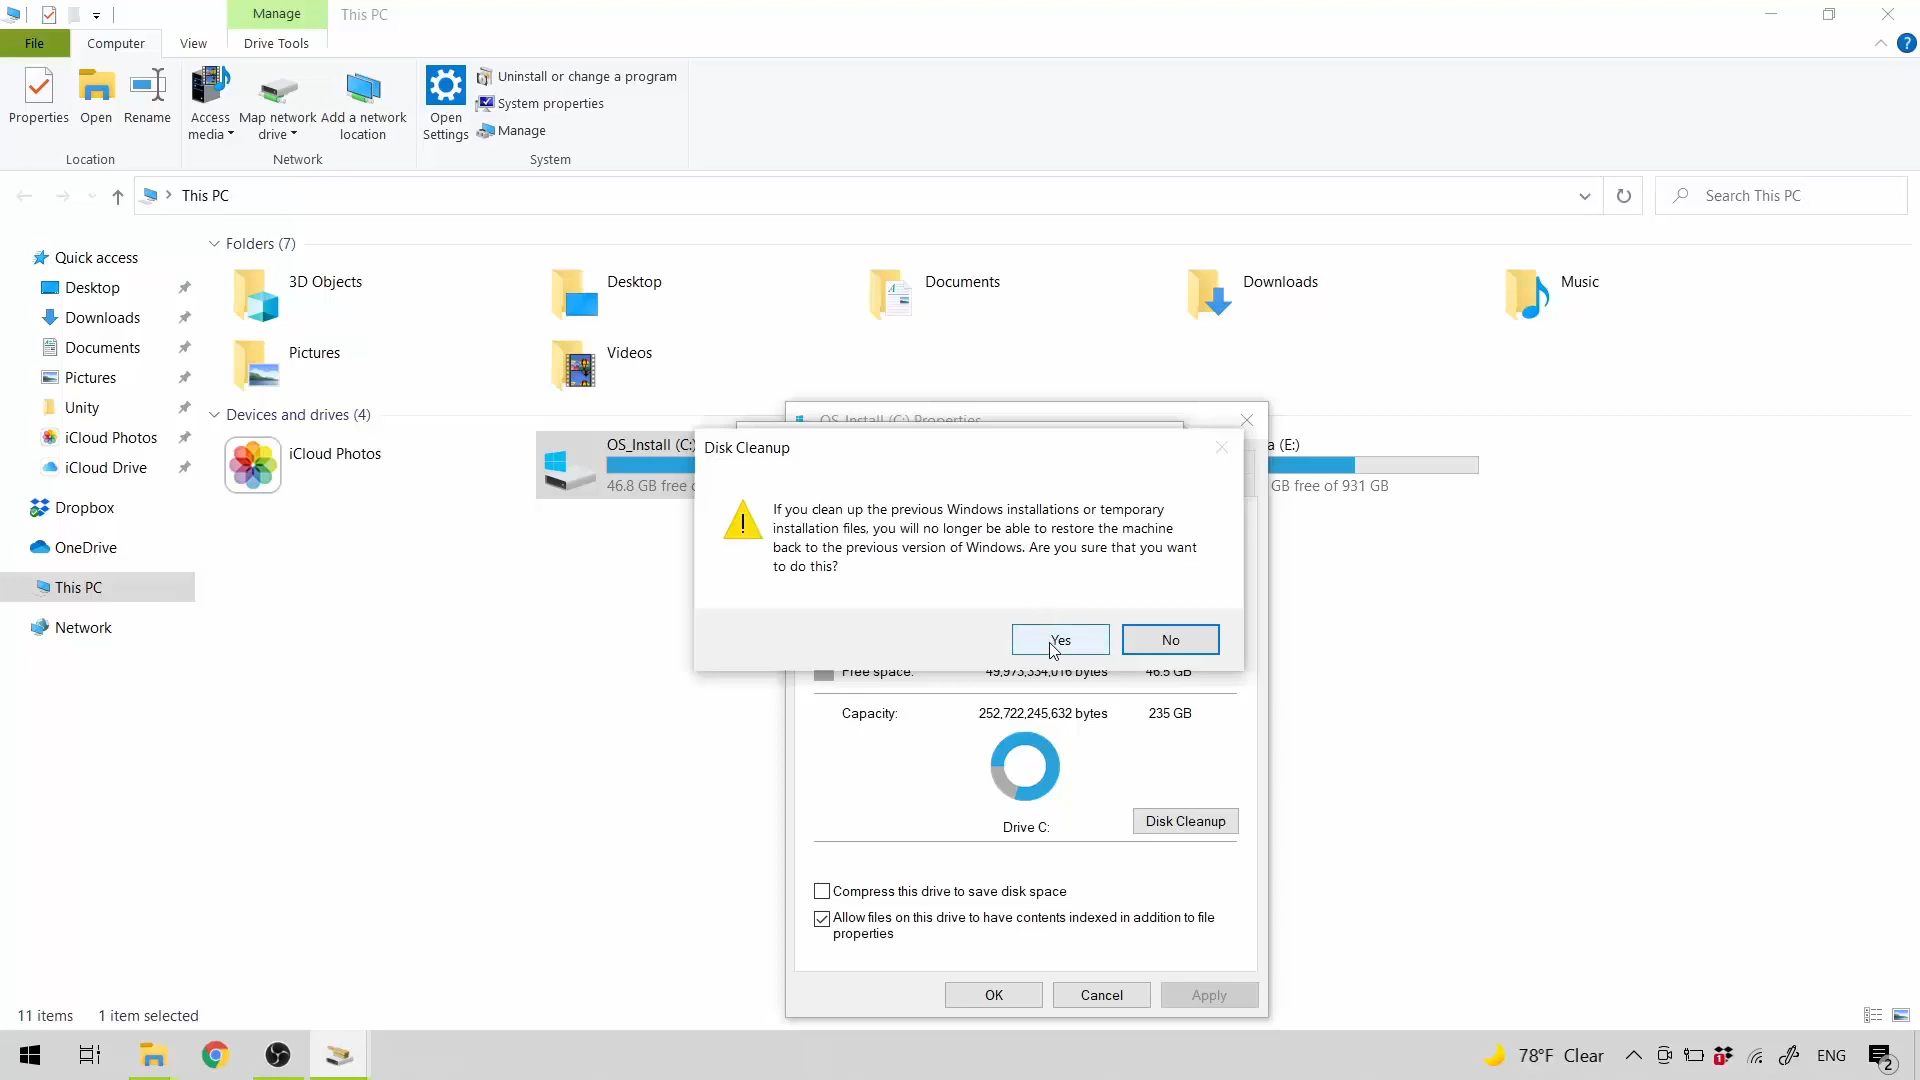 Manage
This PC
File
Computer
View
Drive Tools
Properties
Open
Rename
Access
media
Map network
drive
Add a network
location
Open
Settings
Uninstall or change a program
System properties
Manage
Location
Network
System
This PC
Search This PC
Quick access
Desktop
Downloads
Documents
Pictures
Unity
iCloud Photos
iCloud Drive
Dropbox
OneDrive
This PC
Network
Folders (7)
3D Objects
Desktop
Documents
Downloads
Music
Pictures
Videos
Devices and drives (4)
iCloud Photos
OS_Install (C:)
46.8 GB free
a (E:)
GB free of 931 GB
OS_Install (C:) Properties
Disk Cleanup
If you clean up the previous Windows installations or temporary
installation files, you will no longer be able to restore the machine
back to the previous version of Windows. Are you sure that you want
to do this?
Yes
No
Free space: 49,973,334,016 bytes 46.5 GB
Capacity: 252,722,245,632 bytes 235 GB
Drive C:
Disk Cleanup
Compress this drive to save disk space
Allow files on this drive to have contents indexed in addition to file
properties
OK
Cancel
Apply
11 items
1 item selected
78°F Clear
1
ENG
2